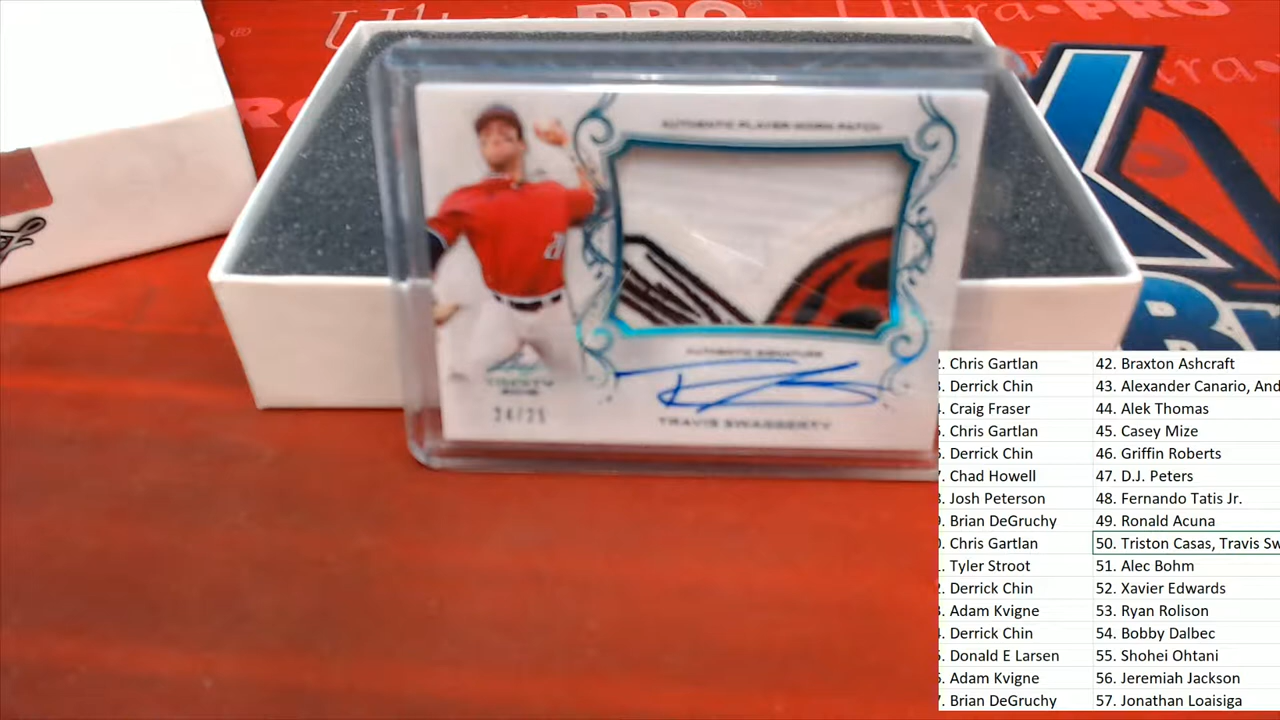 Ultra•PRO
AUTHENTIC PLAYER-WORN PATCH
AUTHENTIC SIGNATURE
24/25
TRAVIS SWAGGERTY
Chris Gartlan 42. Braxton Ashcraft
Derrick Chin 43. Alexander Canario, And
Craig Fraser 44. Alek Thomas
Chris Gartlan 45. Casey Mize
Derrick Chin 46. Griffin Roberts
Chad Howell 47. D.J. Peters
Josh Peterson 48. Fernando Tatis Jr.
Brian DeGruchy 49. Ronald Acuna
Chris Gartlan 50. Triston Casas, Travis Sw
Tyler Stroot 51. Alec Bohm
Derrick Chin 52. Xavier Edwards
Adam Kvigne 53. Ryan Rolison
Derrick Chin 54. Bobby Dalbec
Donald E Larsen 55. Shohei Ohtani
Adam Kvigne 56. Jeremiah Jackson
Brian DeGruchy 57. Jonathan Loaisiga